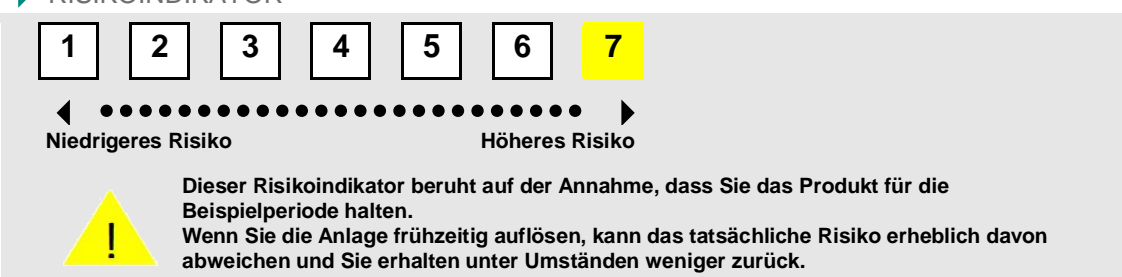 RISIKOINDIKATOR
1 2 3 4 5 6 7
Niedrigeres Risiko Höheres Risiko
Dieser Risikoindikator beruht auf der Annahme, dass Sie das Produkt für die
Beispielperiode halten.
Wenn Sie die Anlage frühzeitig auflösen, kann das tatsächliche Risiko erheblich davon
abweichen und Sie erhalten unter Umständen weniger zurück.